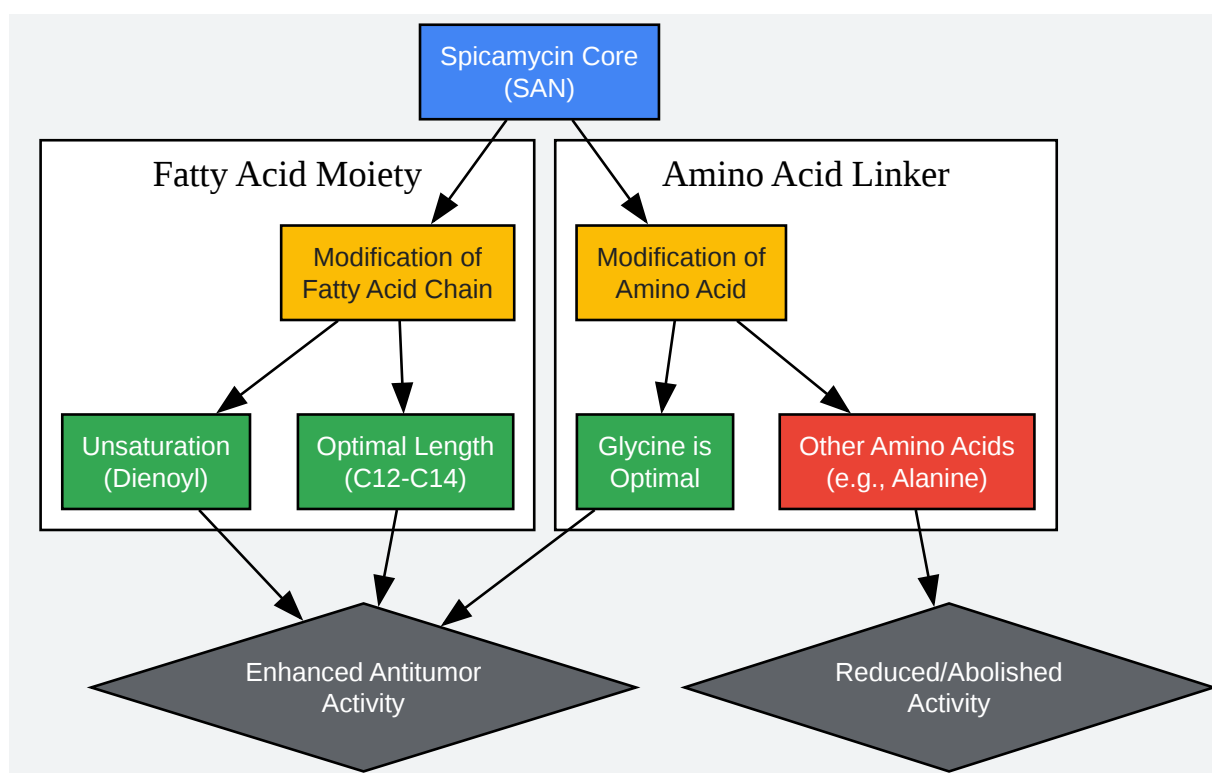 Spicamycin Core
(SAN)
Fatty Acid Moiety
Amino Acid Linker
Modification of
Fatty Acid Chain
Modification of
Amino Acid
Unsaturation
(Dienoyl)
Optimal Length
(C12-C14)
Glycine is
Optimal
Other Amino Acids
(e.g., Alanine)
Enhanced Antitumor
Activity
Reduced/Abolished
Activity